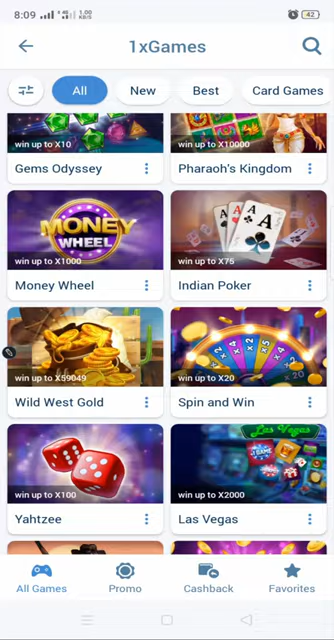 8:09
1.00
KB/S
42
1xGames
All
New
Best
Card Games
win up to X10
win up to X10000
Gems Odyssey
Pharaoh's Kingdom
MONEY
WHEEL
A
A
A
win up to X1000
win up to X75
Money Wheel
Indian Poker
win up to X59049
win up to X20
Wild West Gold
Spin and Win
Las Vegas
win up to X100
win up to X2000
Yahtzee
Las Vegas
All Games
Promo
Cashback
Favorites